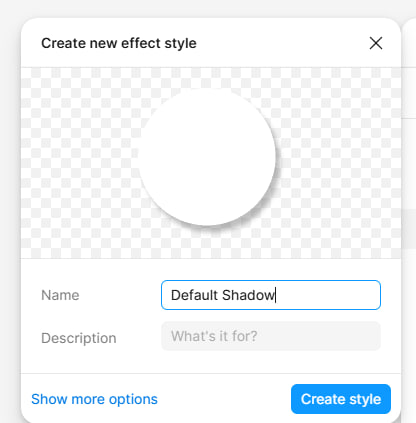 Create new effect style
Name
Default Shadow
Description
What's it for?
Show more options
Create style